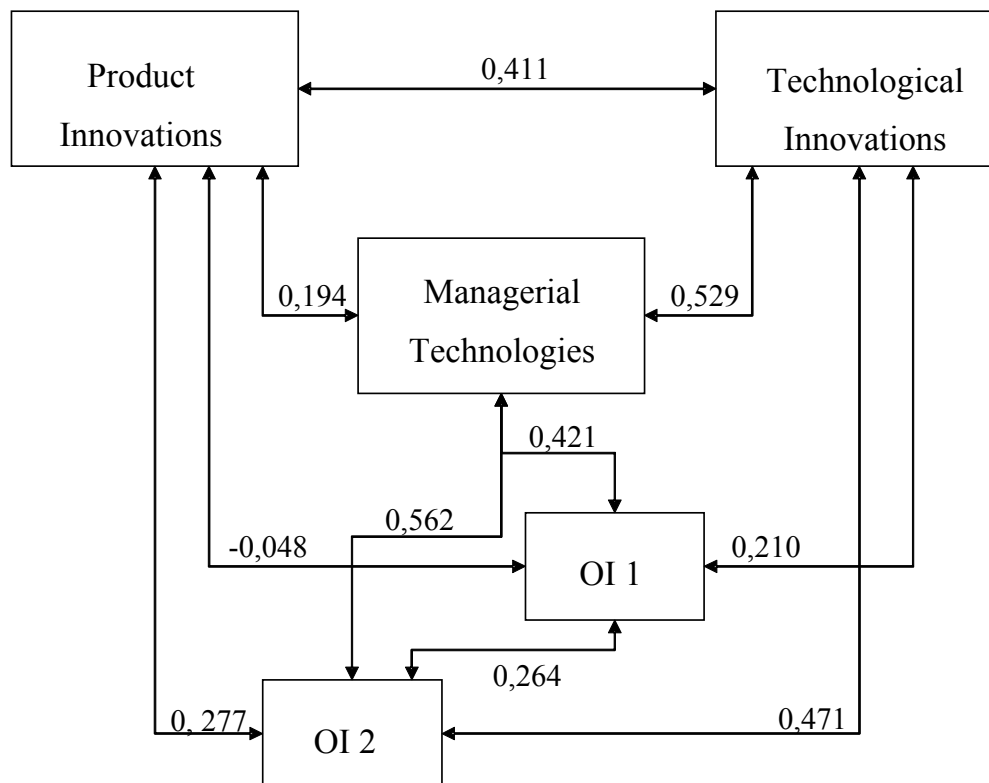 Product
Innovations
0,411
Technological
Innovations
Managerial
Technologies
0,194
0,529
0,421
0,562
-0,048
OI 1
0,210
0,264
0, 277
OI 2
0,471